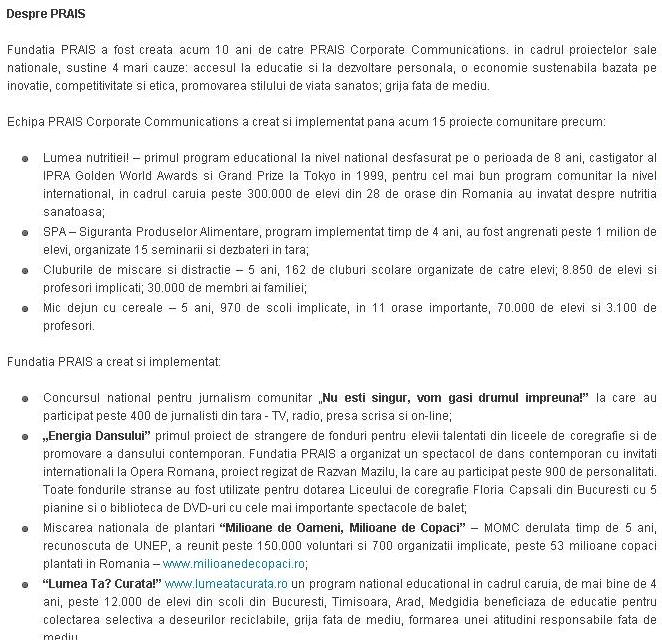 Despre PRAIS
Fundatia PRAIS a fost creata acum 10 ani de catre PRAIS Corporate Communications. in cadrul proiectelor sale
nationale, sustine 4 mari cauze: accesul la educatie si la dezvoltare personala, o economie sustenabila bazata pe
inovatie, competitivitate si etica, promovarea stilului de viata sanatos; grija fata de mediu.
Echipa PRAIS Corporate Communications a creat si implementat pana acum 15 proiecte comunitare precum:
Lumea nutritiei! – primul program educational la nivel national desfasurat pe o perioada de 8 ani, castigator al
IPRA Golden World Awards si Grand Prize la Tokyo in 1999, pentru cel mai bun program comunitar la nivel
international, in cadrul caruia peste 300.000 de elevi din 28 de orase din Romania au invatat despre nutritia
sanatoasa;
SPA – Siguranta Produselor Alimentare, program implementat timp de 4 ani, au fost angrenati peste 1 milion de
elevi, organizate 15 seminarii si dezbateri in tara;
Cluburile de miscare si distractie – 5 ani, 162 de cluburi scolare organizate de catre elevi; 8.850 de elevi si
profesori implicati; 30.000 de membri ai familiei;
Mic dejun cu cereale – 5 ani, 970 de scoli implicate, in 11 orase importante, 70.000 de elevi si 3.100 de
profesori.
Fundatia PRAIS a creat si implementat:
Concursul national pentru jurnalism comunitar „Nu esti singur, vom gasi drumul impreuna!” la care au
participat peste 400 de jurnalisti din tara - TV, radio, presa scrisa si on-line;
„Energia Dansului” primul proiect de strangere de fonduri pentru elevii talentati din liceele de coregrafie si de
promovare a dansului contemporan. Fundatia PRAIS a organizat un spectacol de dans contemporan cu invitati
internationali la Opera Romana, proiect regizat de Razvan Mazilu, la care au participat peste 900 de personalitati.
Toate fondurile stranse au fost utilizate pentru dotarea Liceului de coregrafie Floria Capsali din Bucuresti cu 5
pianine si o biblioteca de DVD-uri cu cele mai importante spectacole de balet;
Miscarea nationala de plantari “Milioane de Oameni, Milioane de Copaci” – MOMC derulata timp de 5 ani,
recunoscuta de UNEP, a reunit peste 150.000 voluntari si 700 organizatii implicate, peste 53 milioane copaci
plantati in Romania – www.milioanedecopaci.ro;
“Lumea Ta? Curata!” www.lumeatacurata.ro un program national educational in cadrul caruia, de mai bine de 4
ani, peste 12.000 de elevi din scoli din Bucuresti, Timisoara, Arad, Medgidia beneficiaza de educatie pentru
colectarea selectiva a deseurilor reciclabile, grija fata de mediu, formarea unei atitudini responsabile fata de
mediu